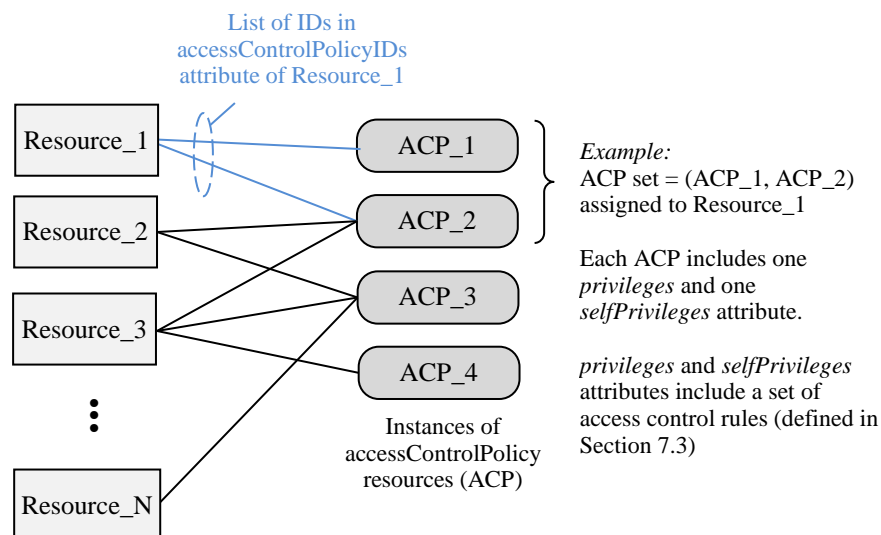 List of IDs in
accessControlPolicyIDs
attribute of Resource_1
Resource_1
Resource_2
Resource_3
Resource_N
ACP_1
ACP_2
ACP_3
ACP_4
Instances of
accessControlPolicy
resources (ACP)
Example:
ACP set = (ACP_1, ACP_2)
assigned to Resource_1
Each ACP includes one
privileges and one
selfPrivileges attribute.
privileges and selfPrivileges
attributes include a set of
access control rules (defined in
Section 7.3)